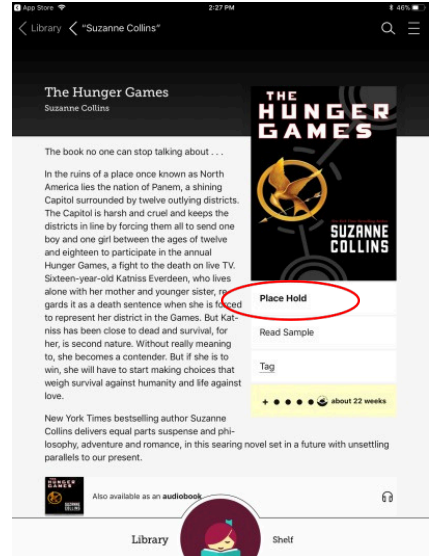 App Store 2:27 PM 46%
Library "Suzanne Collins"
The Hunger Games
Suzanne Collins
THE
HUNGER
GAMES
SUZANNE
COLLINS
The book no one can stop talking about . . .
In the ruins of a place once known as North
America lies the nation of Panem, a shining
Capitol surrounded by twelve outlying districts.
The Capitol is harsh and cruel and keeps the
districts in line by forcing them all to send one
boy and one girl between the ages of twelve
and eighteen to participate in the annual
Hunger Games, a fight to the death on live TV.
Sixteen-year-old Katniss Everdeen, who lives
alone with her mother and younger sister, re-
gards it as a death sentence when she is forced
to represent her district in the Games. But Kat-
niss has been close to dead and survival, for
her, is second nature. Without really meaning
to, she becomes a contender. But if she is to
win, she will have to start making choices that
weigh survival against humanity and life against
love.
New York Times bestselling author Suzanne
Collins delivers equal parts suspense and phi-
losophy, adventure and romance, in this searing novel set in a future with unsettling
parallels to our present.
Place Hold
Read Sample
Tag
+ about 22 weeks
Also available as an audiobook
Library
Shelf